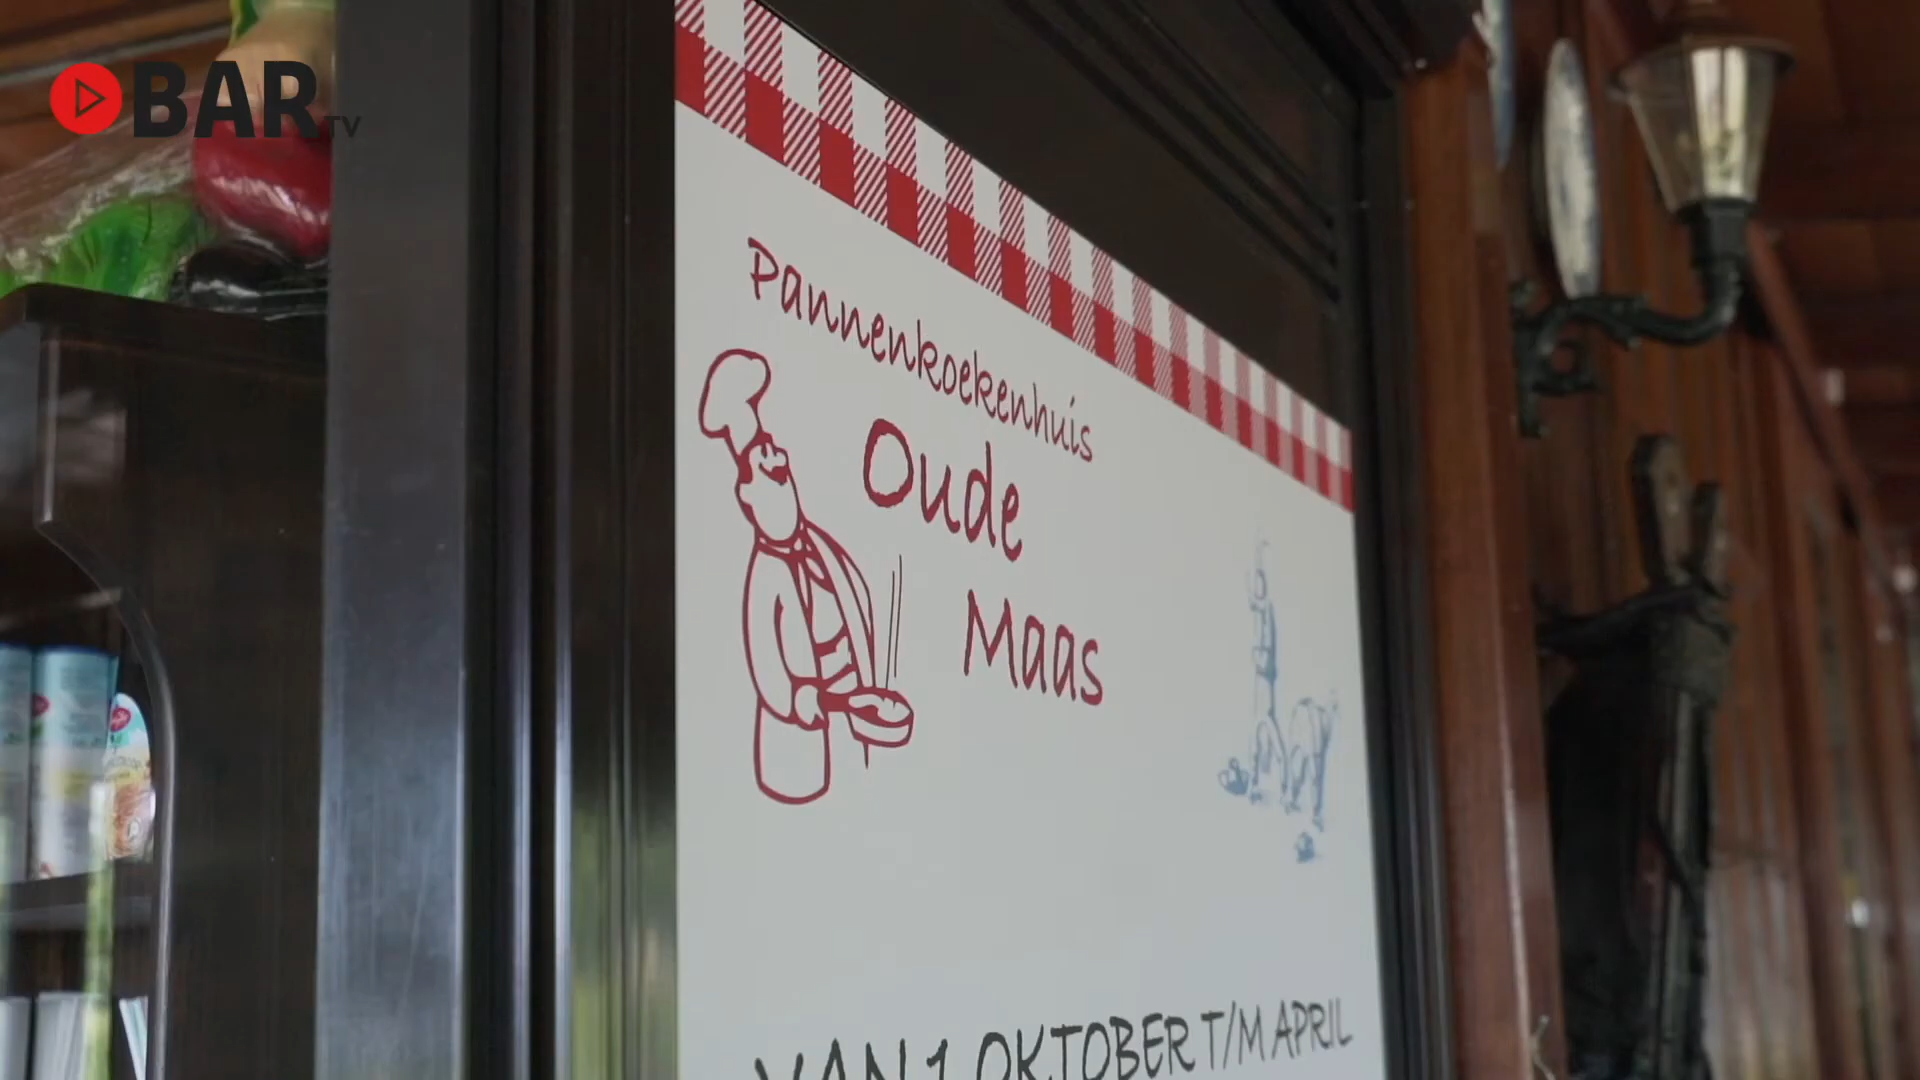 BAR TV
Pannenkoekenhuis
Oude
Maas
VAN 1 OKTOBER T/M APRIL